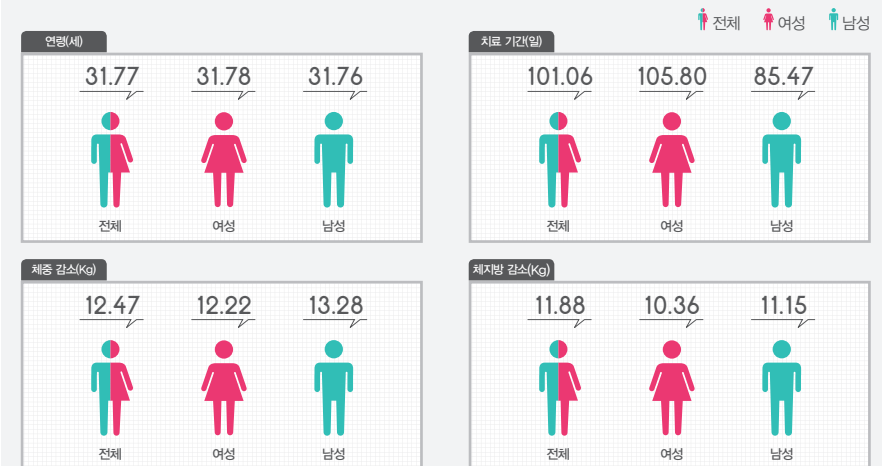 전체 여성 남성
연령(세)
31.77 31.78 31.76
전체 여성 남성
치료 기간(일)
101.06 105.80 85.47
전체 여성 남성
체중 감소(Kg)
12.47 12.22 13.28
전체 여성 남성
체지방 감소(Kg)
11.88 10.36 11.15
전체 여성 남성